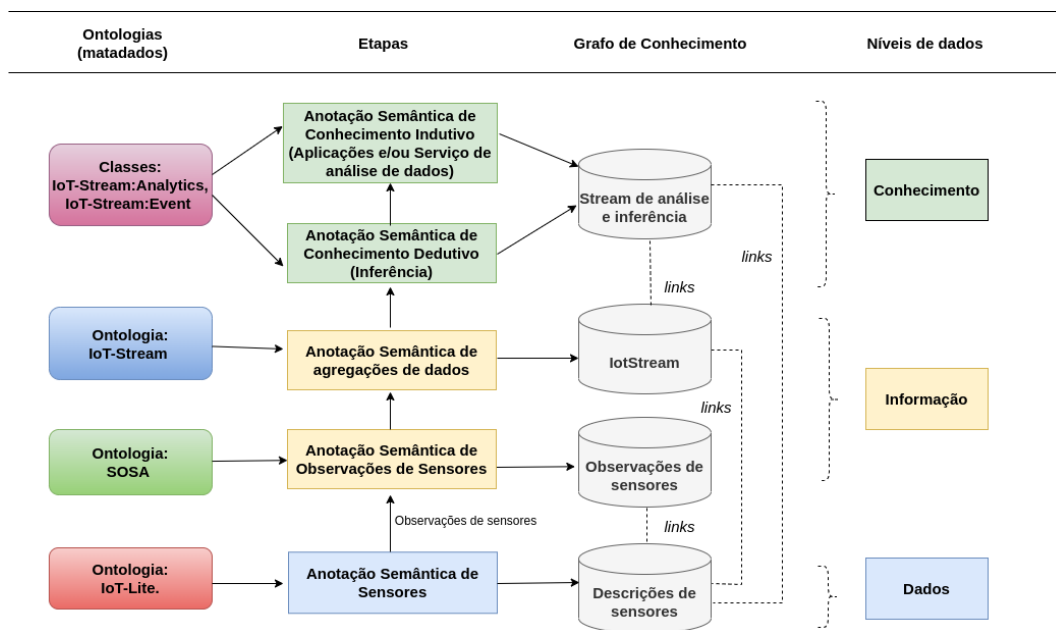 Ontologias
(matadados)
Etapas
Grafo de Conhecimento
Níveis de dados
Classes:
IoT-Stream:Analytics,
IoT-Stream:Event
Anotação Semântica de
Conhecimento Indutivo
(Aplicações e/ou Serviço de
análise de dados)
Anotação Semântica de
Conhecimento Dedutivo
(Inferência)
Stream de análise
e inferência
links
links
Conhecimento
Ontologia:
IoT-Stream
Anotação Semântica de
agregações de dados
IotStream
links
Informação
Ontologia:
SOSA
Anotação Semântica de
Observações de Sensores
Observações de
sensores
Observações de sensores
links
Ontologia:
IoT-Lite.
Anotação Semântica de
Sensores
Descrições de
sensores
Dados